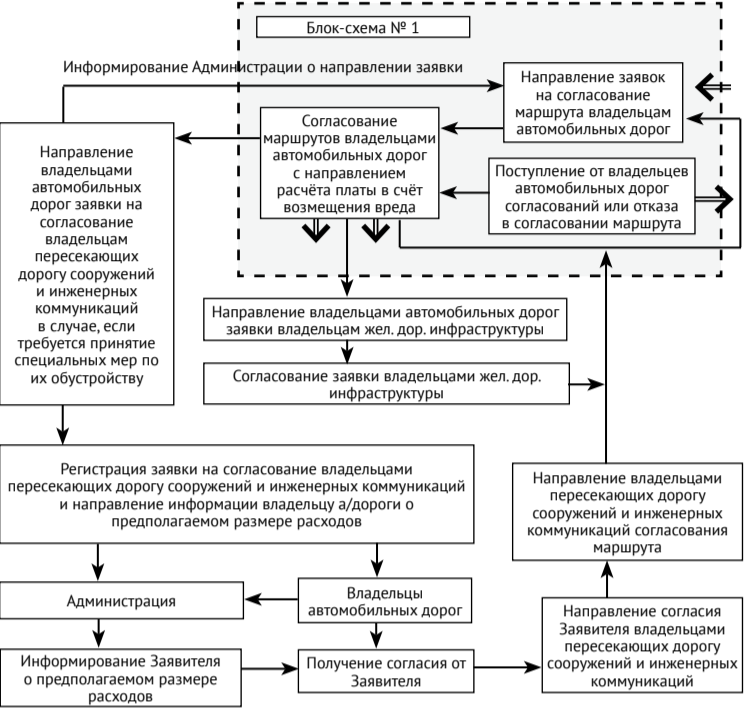 Блок-схема № 1
Информирование Администрации о направлении заявки
Направление заявок
на согласование
маршрута владельцам
автомобильных дорог
Согласование
маршрутов владельцами
автомобильных дорог
с направлением
расчёта платы в счёт
возмещения вреда
Поступление от владельцев
автомобильных дорог
согласований или отказа
в согласовании маршрута
Направление
владельцами
автомобильных
дорог заявки на
согласование
владельцам
пересекающих
дорогу сооружений
и инженерных
коммуникаций
в случае, если
требуется принятие
специальных мер по
их обустройству
Направление владельцами автомобильных дорог
заявки владельцам жел. дор. инфраструктуры
Согласование заявки владельцами жел. дор.
инфраструктуры
Регистрация заявки на согласование владельцами
пересекающих дорогу сооружений и инженерных коммуникаций
и направление информации владельцу а/дороги о
предполагаемом размере расходов
Направление владельцами
пересекающих дорогу
сооружений и инженерных
коммуникаций согласования
маршрута
Администрация
Владельцы
автомобильных дорог
Информирование Заявителя
о предполагаемом размере
расходов
Получение согласия от
Заявителя
Направление согласия
Заявителя владельцами
пересекающих дорогу
сооружений и инженерных
коммуникаций